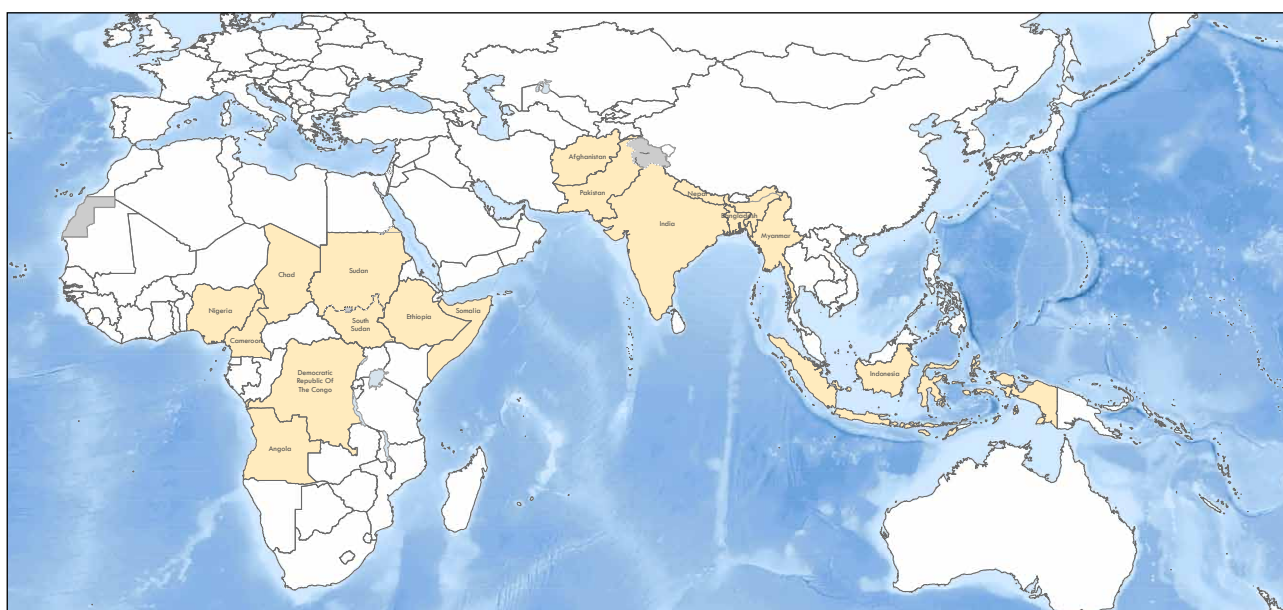 Afghanistan
Pakistan
Nepal
India
Bangladesh
Myanmar
Chad
Sudan
Nigeria
Cameroon
South
Sudan
Ethiopia
Somalia
Democratic
Republic Of
The Congo
Angola
Indonesia